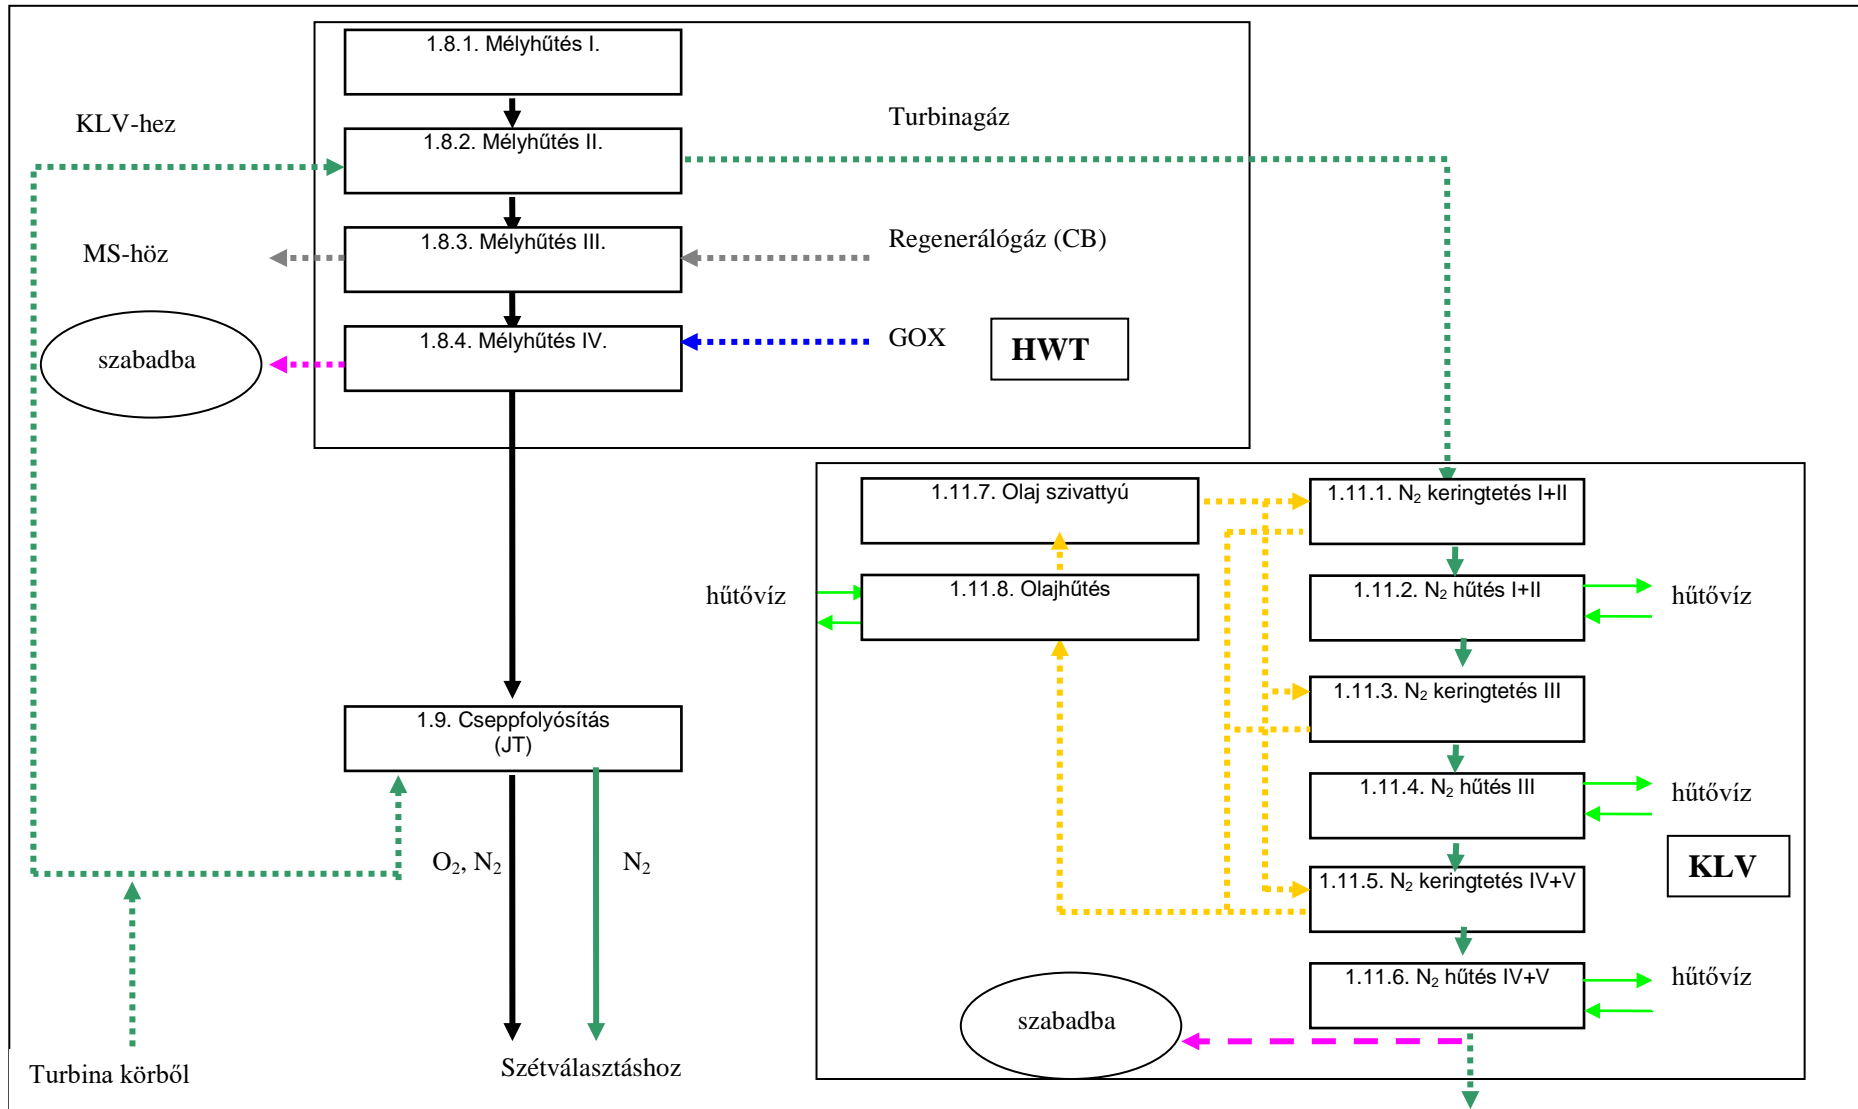 1.8.1. Mélyhűtés I.
KLV-hez
Turbinagáz
1.8.2. Mélyhűtés II.
MS-höz
1.8.3. Mélyhűtés III.
Regenerálógáz (CB)
szabadba
1.8.4. Mélyhűtés IV.
GOX
HWT
1.11.7. Olaj szivattyú
1.11.1. N₂ keringtetés I+II
hűtővíz
1.11.8. Olajhűtés
1.11.2. N₂ hűtés I+II
hűtővíz
1.11.3. N₂ keringtetés III
1.9. Cseppfolyósítás
(JT)
1.11.4. N₂ hűtés III
hűtővíz
O₂, N₂
N₂
1.11.5. N₂ keringtetés IV+V
KLV
1.11.6. N₂ hűtés IV+V
hűtővíz
szabadba
Turbina körből
Szétválasztáshoz